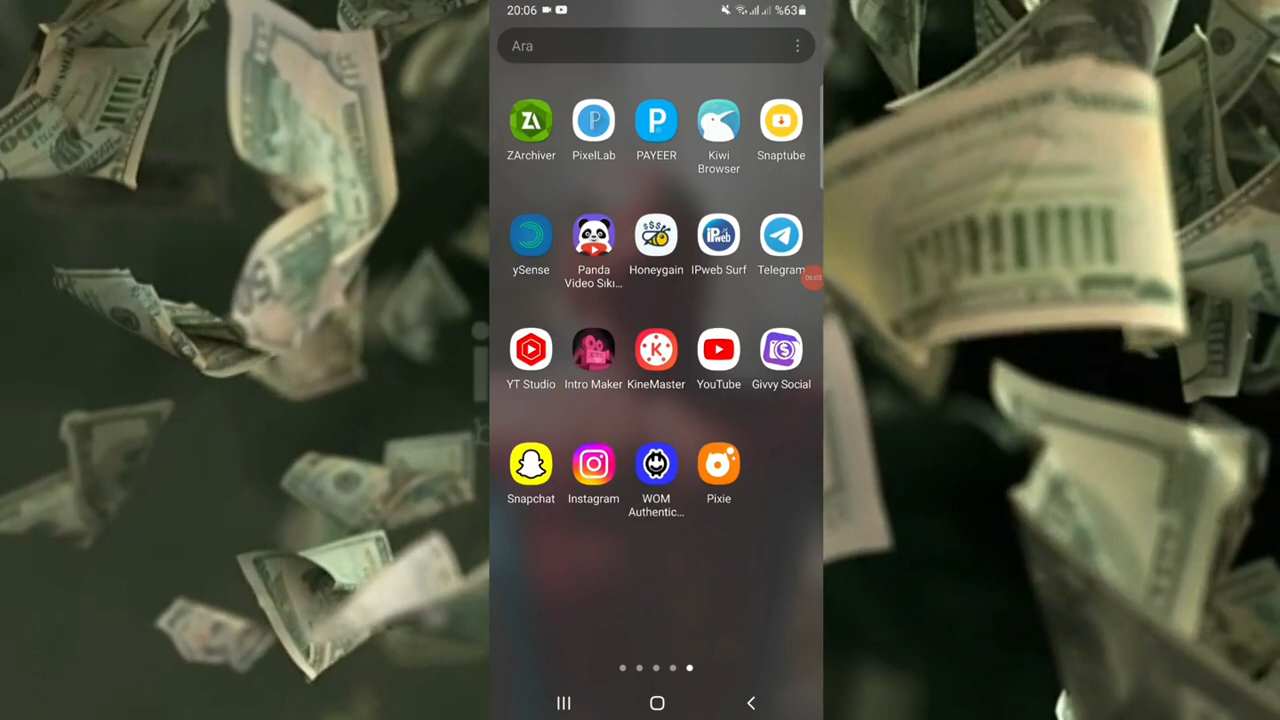 20:06
%63
Ara
ZArchiver
PixelLab
PAYEER
Kiwi
Browser
Snaptube
ySense
Panda
Video Sıkı...
Honeygain
IPweb Surf
Telegram
YT Studio
Intro Maker
KineMaster
YouTube
Givvy Social
Snapchat
Instagram
WOM
Authentic...
Pixie